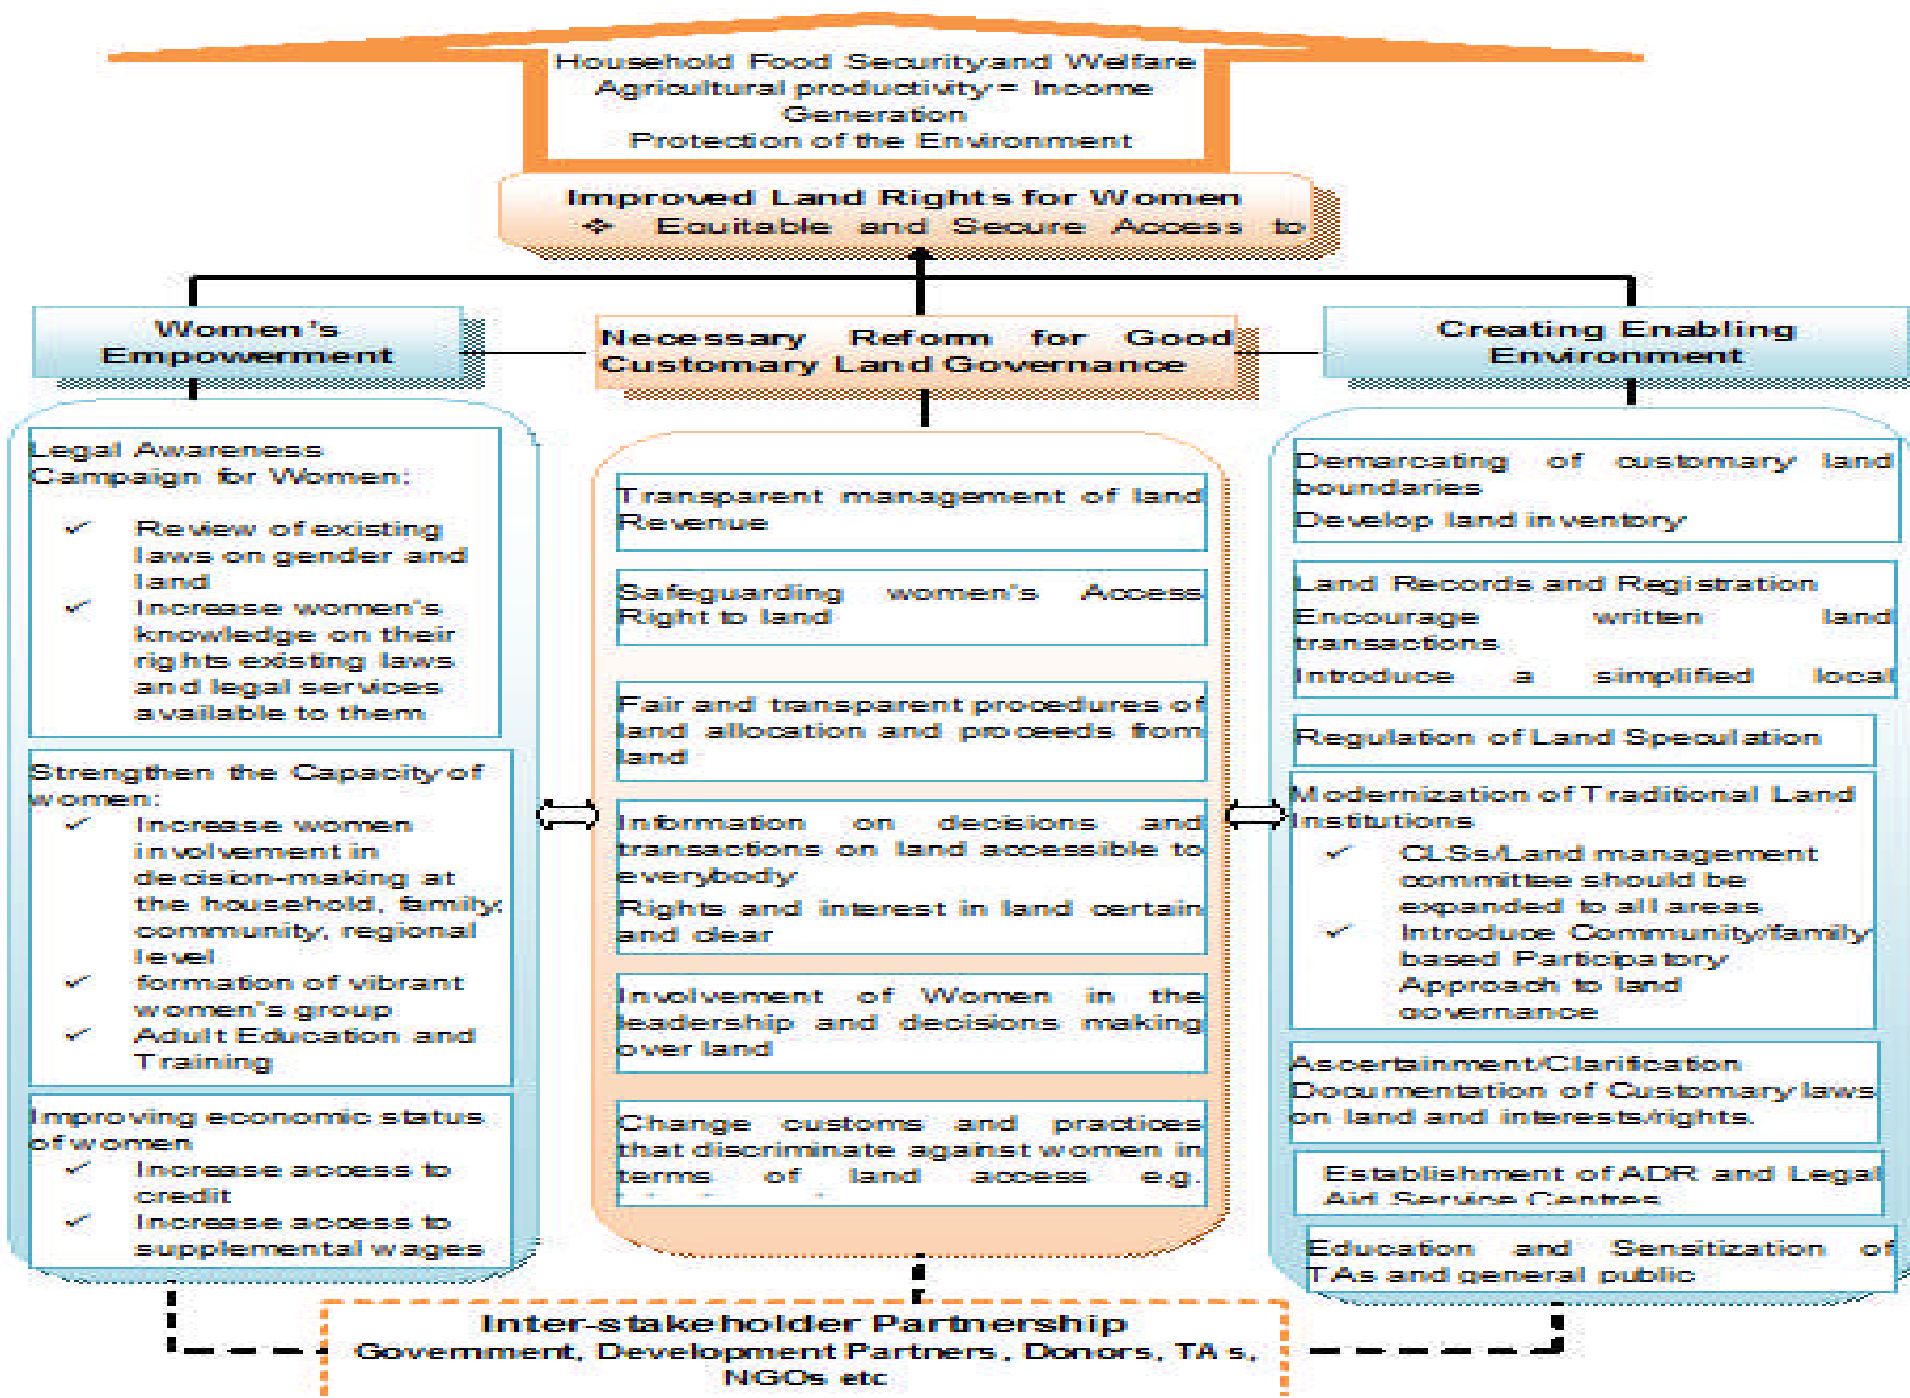 Household Food Security and Welfare
Agricultural productivity = Income
Generation
Protection of the Environment
Improved Land Rights for Women
❖ Equitable and Secure Access to
Women's
Empowerment
Necessary Reform for Good
Customary Land Governance
Creating Enabling
Environment
Legal Awareness
Campaign for Women:
✓ Review of existing
laws on gender and
land
✓ Increase women's
knowledge on their
rights existing laws
and legal services
available to them
Strengthen the Capacity of
women:
✓ Increase women
involvement in
decision-making at
the household, family,
community, regional
level
✓ formation of vibrant
women's group
✓ Adult Education and
Training
Improving economic status
of women
✓ Increase access to
credit
✓ Increase access to
supplemental wages
Transparent management of land
Revenue
Safeguarding women's Access
Right to land
Fair and transparent procedures of
land allocation and proceeds from
land
Information on decisions and
transactions on land accessible to
everybody
Rights and interest in land certain
and clear
Involvement of Women in the
leadership and decisions making
over land
Change customs and practices
that discriminate against women in
terms of land access e.g.
Demarcating of customary land
boundaries
Develop land inventory
Land Records and Registration
Encourage written land
transactions
Introduce a simplified local
Regulation of Land Speculation
Modernization of Traditional Land
Institutions
✓ CLSs/Land management
committee should be
expanded to all areas
✓ Introduce Community/family
based Participatory
Approach to land
governance
Ascertainment/Clarification
Documentation of Customary laws
on land and interests/rights.
Establishment of ADR and Legal
Aid Service Centres
Education and Sensitization of
TAs and general public
Inter-stakeholder Partnership
Government, Development Partners, Donors, TAs,
NGOs etc